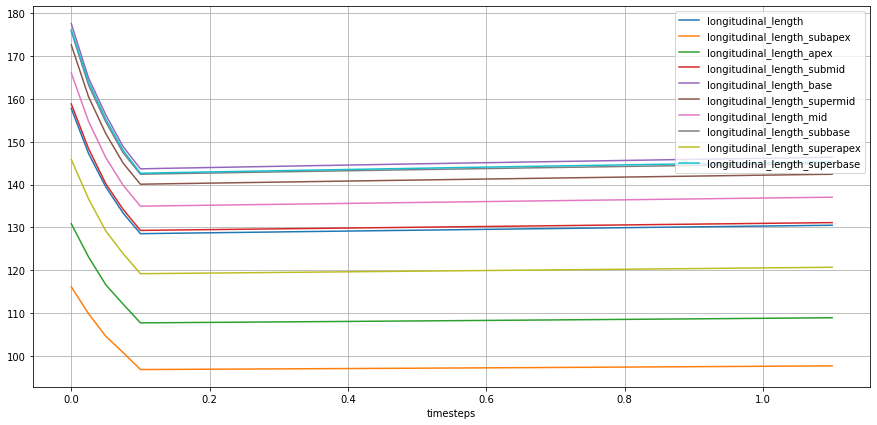 180
170
160
150
140
130
120
110
100
0.0 0.2 0.4 0.6 0.8 1.0
timesteps
longitudinal_length
longitudinal_length_subapex
longitudinal_length_apex
longitudinal_length_submid
longitudinal_length_base
longitudinal_length_supermid
longitudinal_length_mid
longitudinal_length_subbase
longitudinal_length_superapex
longitudinal_length_superbase